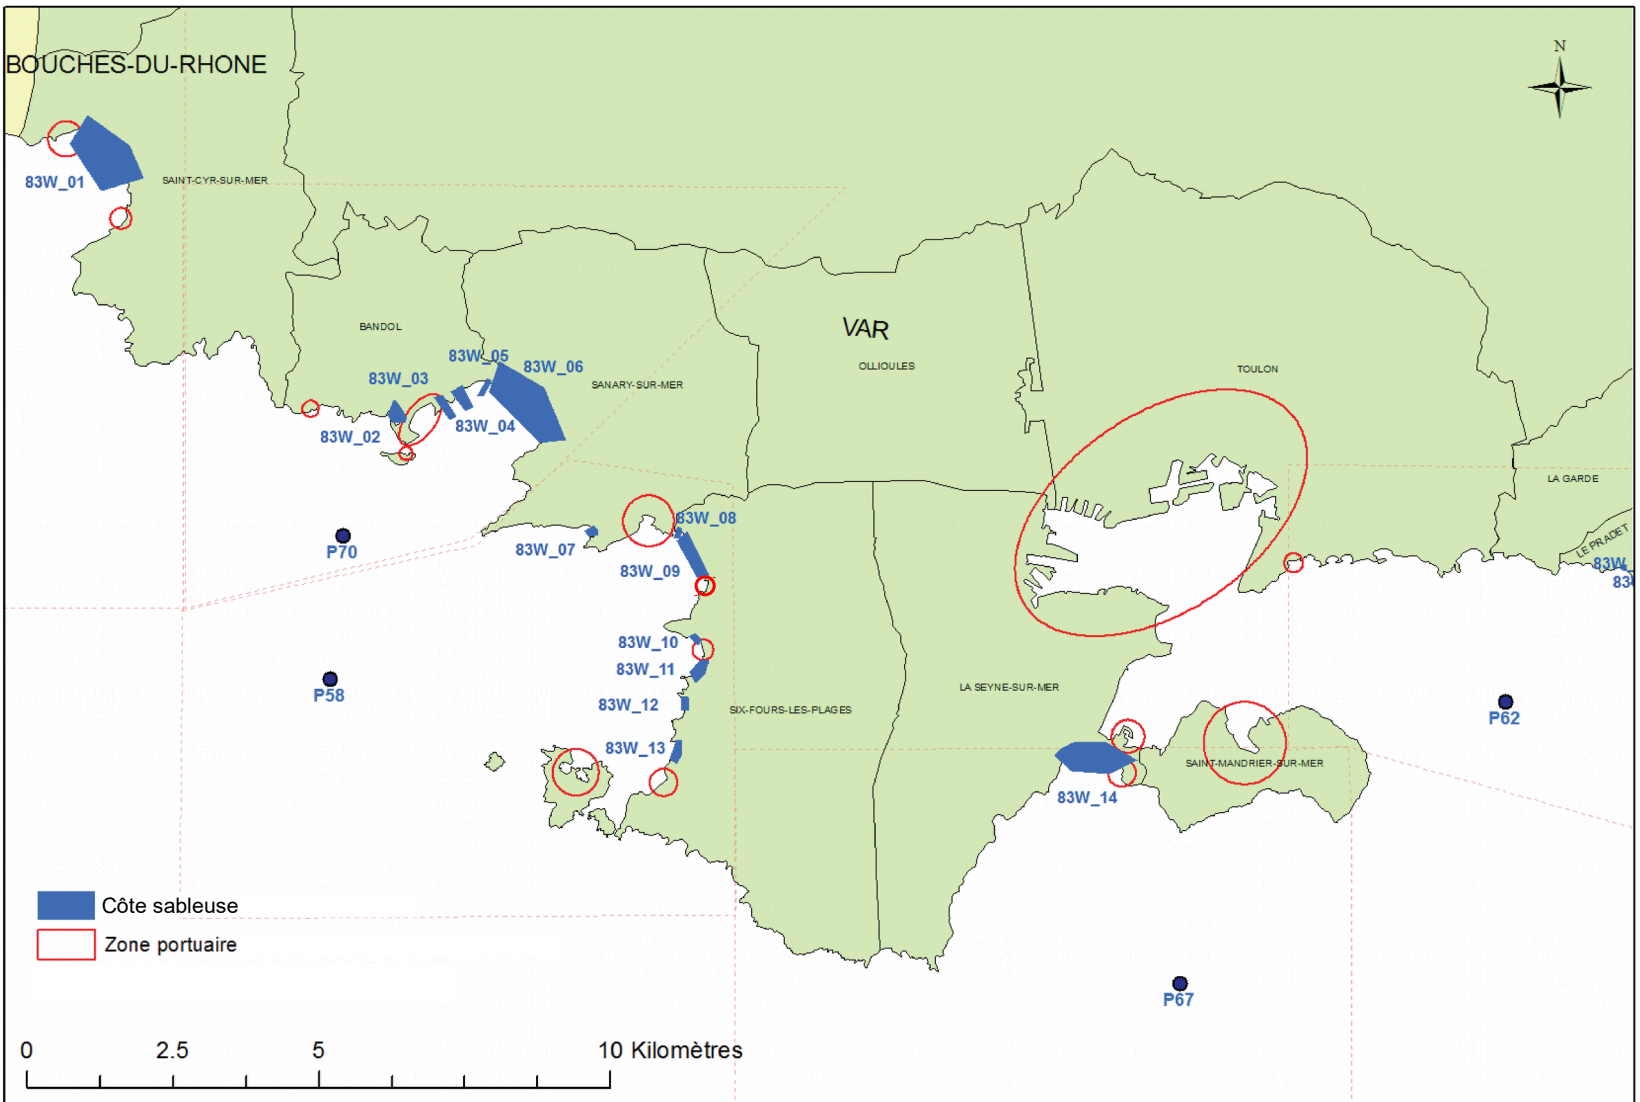 N
BOUCHES-DU-RHONE
83W_01
SAINT-CYR-SUR-MER
BANDOL
VAR
OLLIOULES
TOULON
83W_05
83W_06
83W_03
SANARY-SUR-MER
83W_04
83W_02
LA GARDE
83W_08
P70
83W_07
LE PRADET
83W_
83W_09
83
83W_10
83W_11
P58
LA SEYNE-SUR-MER
83W_12
SIX-FOURS-LES-PLAGES
P62
83W_13
SAINT-MANDRIER-SUR-MER
83W_14
Côte sableuse
Zone portuaire
P67
0 2.5 5 10 Kilomètres